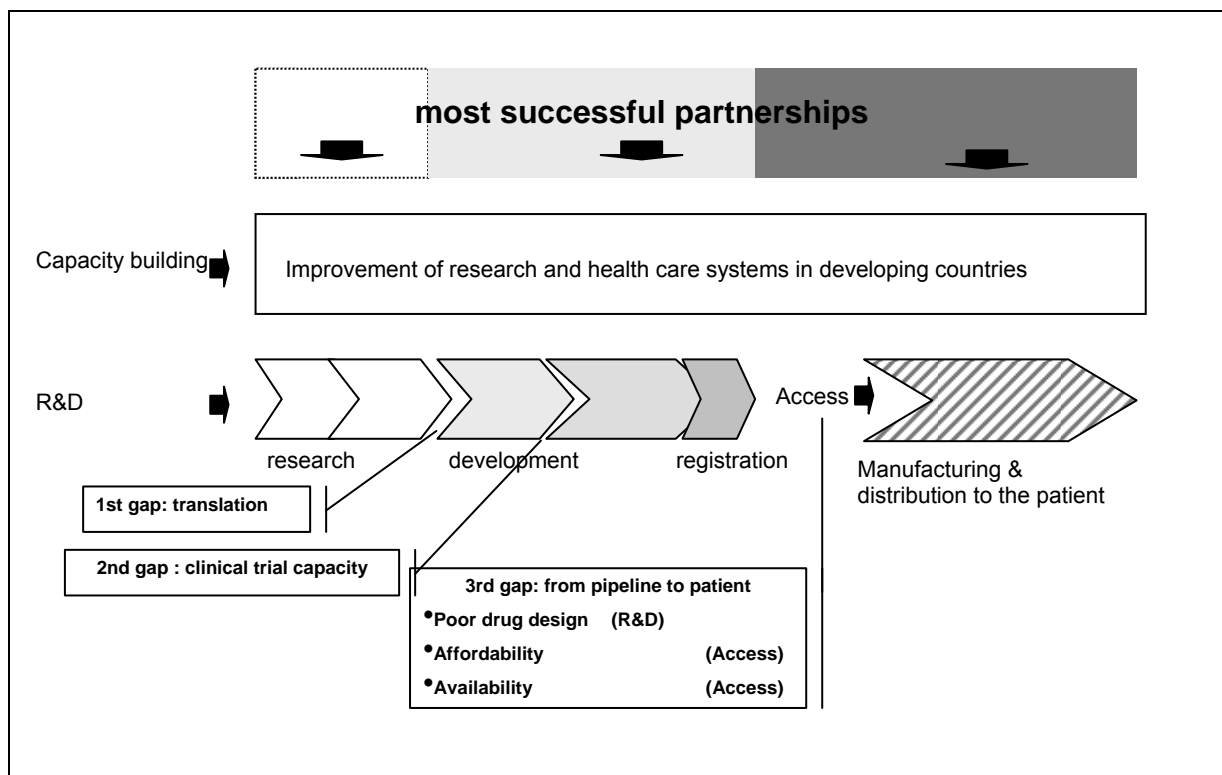 most successful partnerships
Capacity building
Improvement of research and health care systems in developing countries
R&D
Access
research
development
registration
Manufacturing &
distribution to the patient
1st gap: translation
2nd gap : clinical trial capacity
3rd gap: from pipeline to patient
•Poor drug design (R&D)
•Affordability (Access)
•Availability (Access)